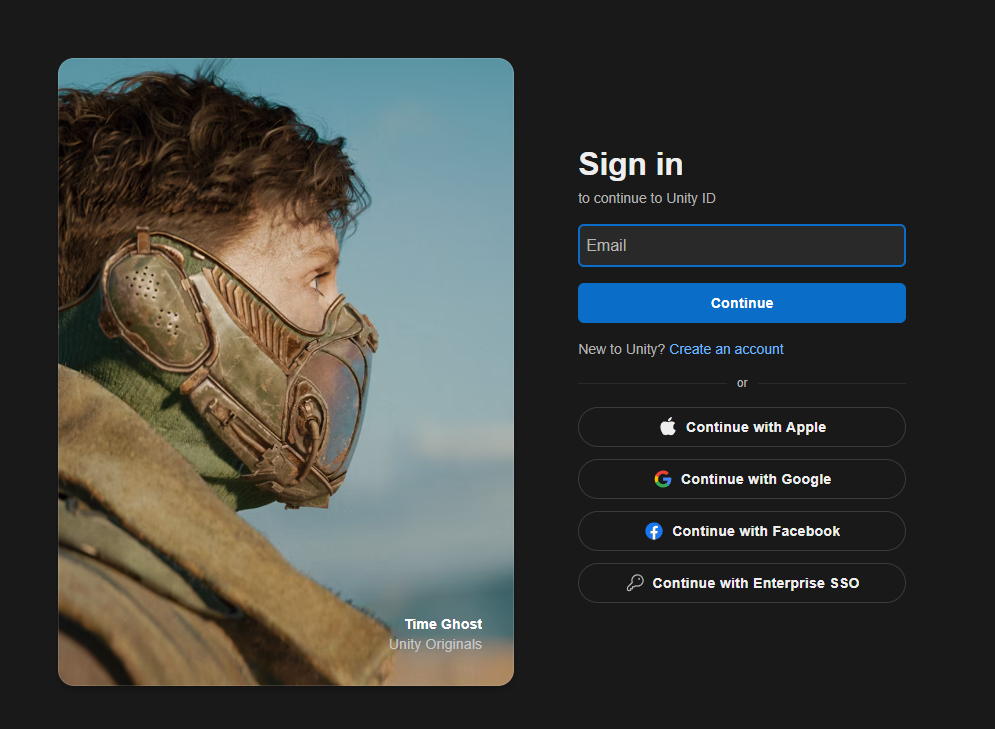 Time Ghost
Unity Originals
Sign in
to continue to Unity ID
Email
Continue
New to Unity? Create an account
or
Continue with Apple
Continue with Google
Continue with Facebook
Continue with Enterprise SSO